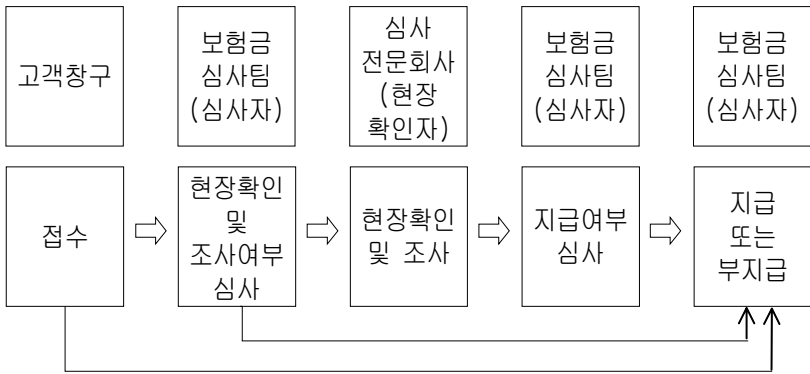 고객창구
보험금
심사팀
(심사자)
심사
전문회사
(현장
확인자)
보험금
심사팀
(심사자)
보험금
심사팀
(심사자)
접수
현장확인
및
조사여부
심사
현장확인
및 조사
지급여부
심사
지급
또는
부지급